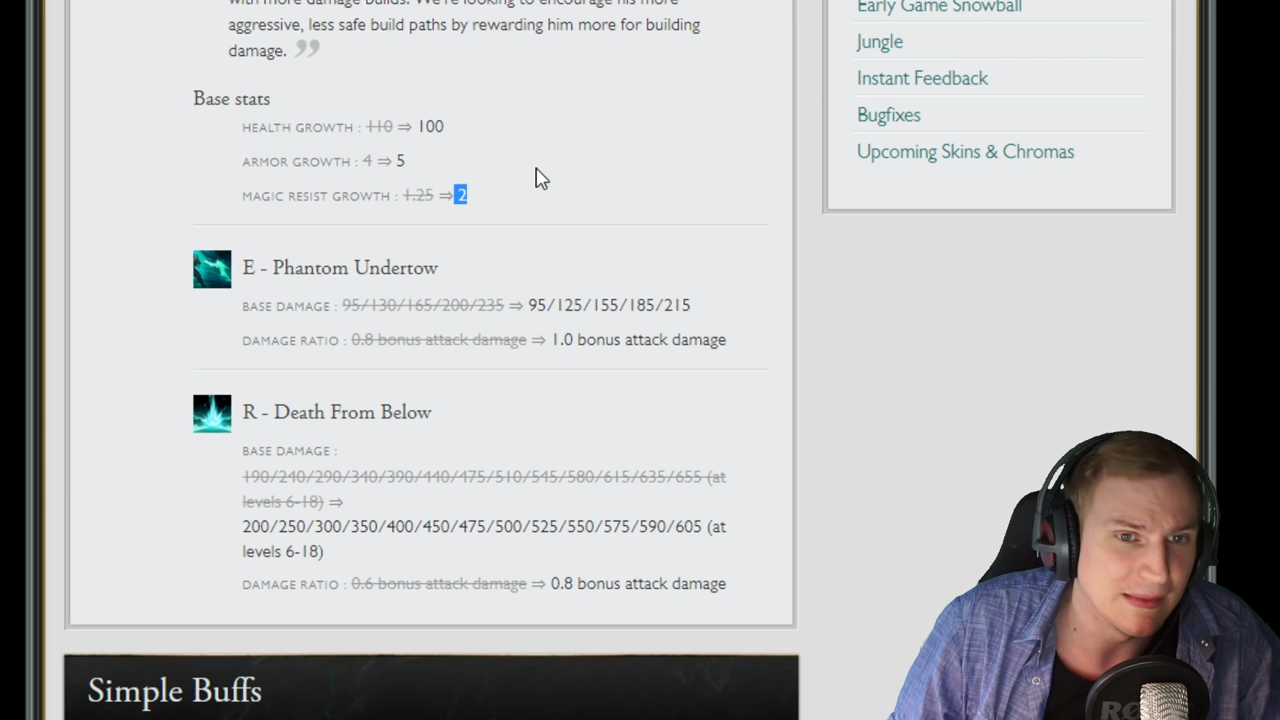 with more damage builds. We're looking to encourage his more
aggressive, less safe build paths by rewarding him more for building
damage. ”
Base stats
HEALTH GROWTH : 110 ⇒ 100
ARMOR GROWTH : 4 ⇒ 5
MAGIC RESIST GROWTH : 1.25 ⇒ 2
E - Phantom Undertow
BASE DAMAGE : 95/130/165/200/235 ⇒ 95/125/155/185/215
DAMAGE RATIO : 0.8 bonus attack damage ⇒ 1.0 bonus attack damage
R - Death From Below
BASE DAMAGE :
190/240/290/340/390/440/475/510/545/580/615/635/655 (at
levels 6-18) ⇒
200/250/300/350/400/450/475/500/525/550/575/590/605 (at
levels 6-18)
DAMAGE RATIO : 0.6 bonus attack damage ⇒ 0.8 bonus attack damage
Simple Buffs
Early Game Snowball
Jungle
Instant Feedback
Bugfixes
Upcoming Skins & Chromas